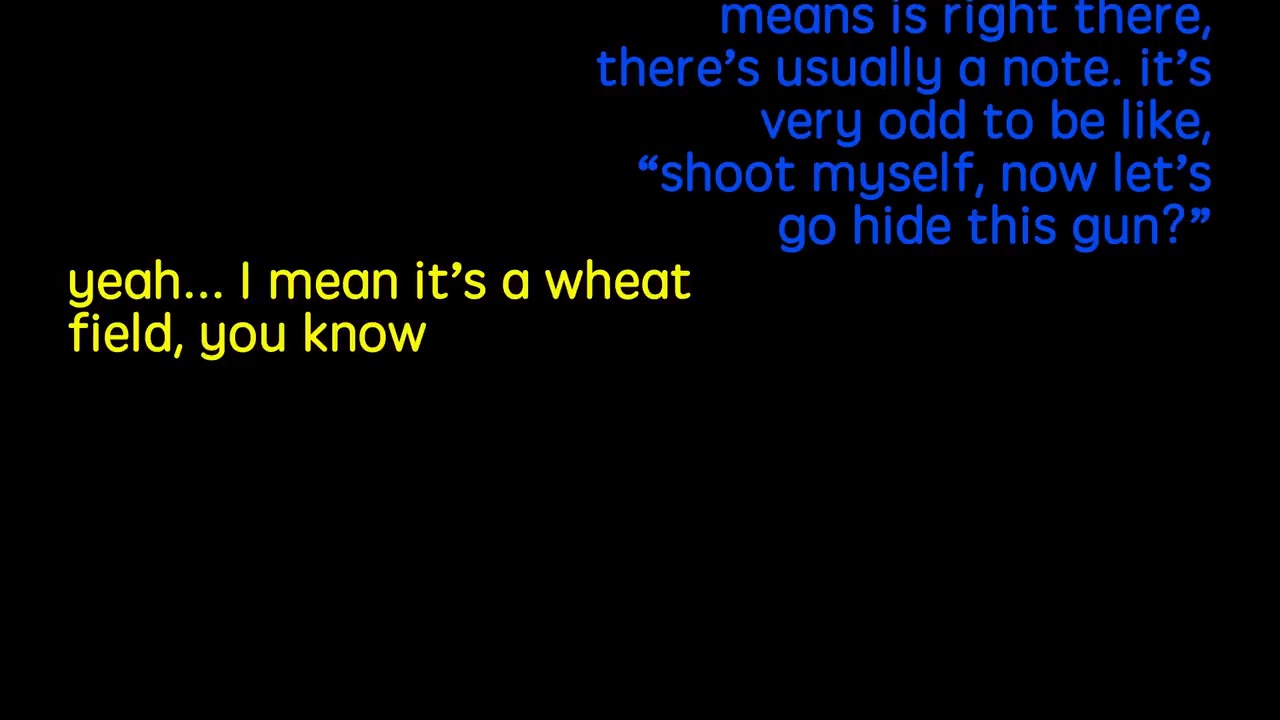 means is right there,
there’s usually a note. it’s
very odd to be like,
“shoot myself, now let’s
go hide this gun?”
yeah... I mean it’s a wheat
field, you know